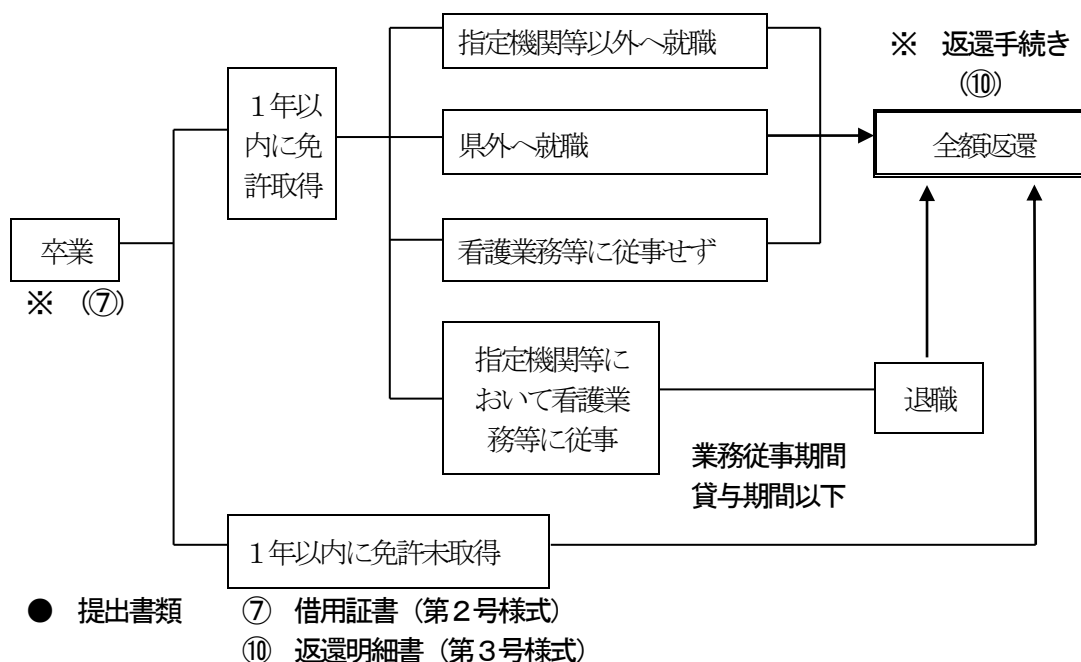 指定機関等以外へ就職
※　返還手続き
（⑩）
１年以
内に免
許取得
県外へ就職
全額返還
卒業
※　（⑦）
看護業務等に従事せず
指定機関等に
おいて看護業
務等に従事
退職
業務従事期間
貸与期間以下
１年以内に免許未取得
●　提出書類　　⑦　借用証書（第２号様式）
⑩　返還明細書（第３号様式）